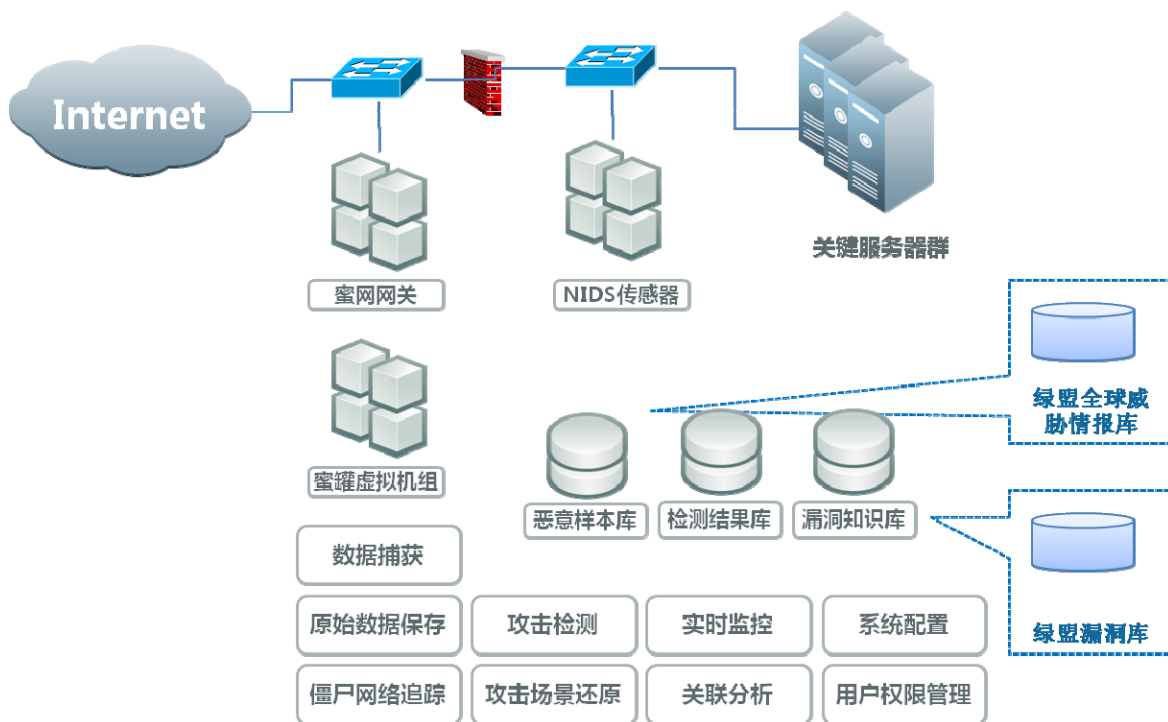 Internet
关键服务器群
蜜网网关
NIDS传感器
绿盟全球威
胁情报库
蜜罐虚拟机组
恶意样本库
检测结果库
漏洞知识库
数据捕获
原始数据保存
攻击检测
实时监控
系统配置
绿盟漏洞库
僵尸网络追踪
攻击场景还原
关联分析
用户权限管理